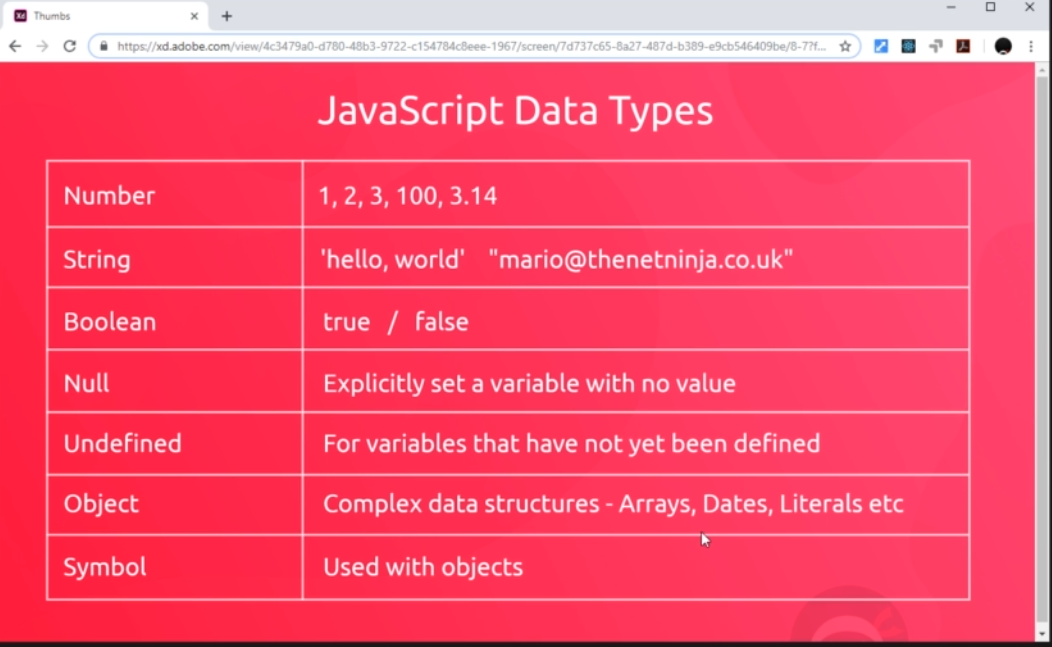 Thumbs
https://xd.adobe.com/view/4c3479a0-d780-48b3-9722-c154784c8eee-1967/screen/7d737c65-8a27-487d-b389-e9cb546409be/8-7?f...
JavaScript Data Types
Number 1, 2, 3, 100, 3.14
String 'hello, world' "mario@thenetninja.co.uk"
Boolean true / false
Null Explicitly set a variable with no value
Undefined For variables that have not yet been defined
Object Complex data structures - Arrays, Dates, Literals etc
Symbol Used with objects